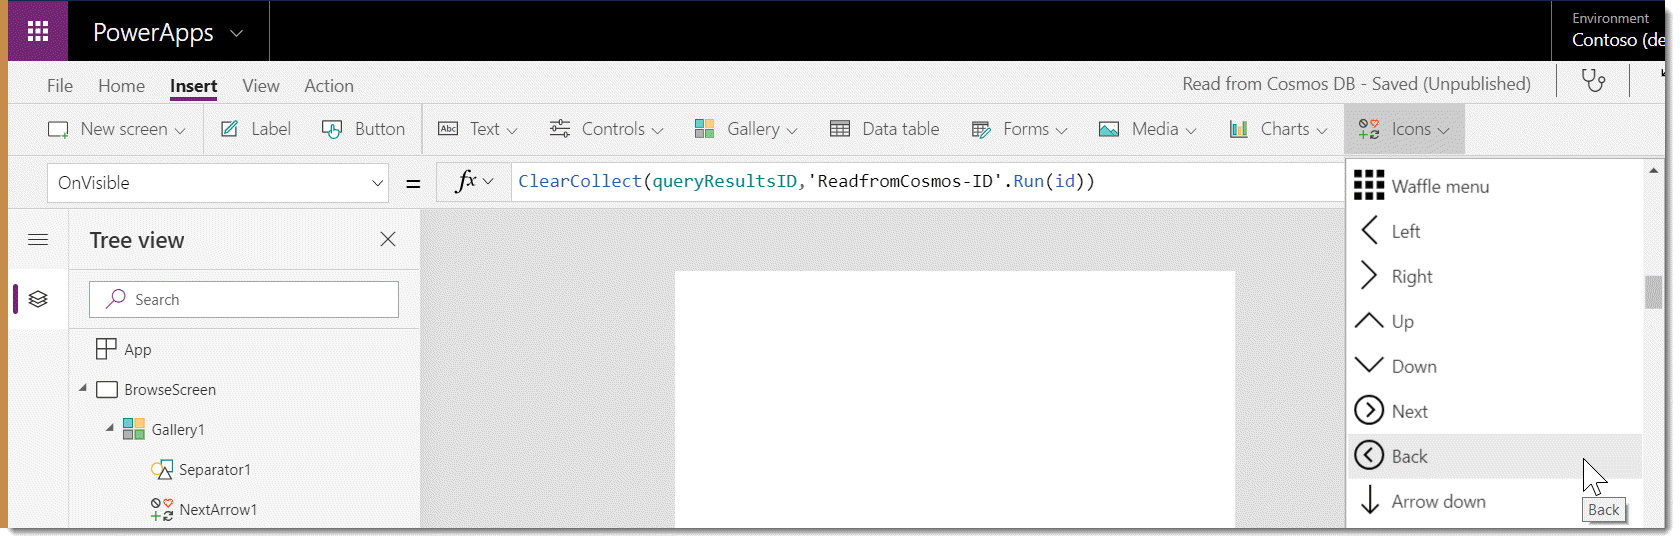 PowerApps
Environment
Contoso (de
File Home Insert View Action
Read from Cosmos DB - Saved (Unpublished)
New screen Label Button Abc Text Controls Gallery Data table Forms Media Charts Icons
OnVisible = fx ClearCollect(queryResultsID,'ReadfromCosmos-ID'.Run(id))
Tree view
Search
App
BrowseScreen
Gallery1
Separator1
NextArrow1
Waffle menu
Left
Right
Up
Down
Next
Back
Arrow down
Back